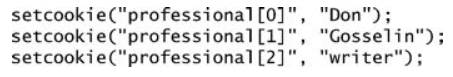 setcookie("professional[0]", "Don");
setcookie("professional[1]", "Gosselin");
setcookie("professional[2]", "writer");